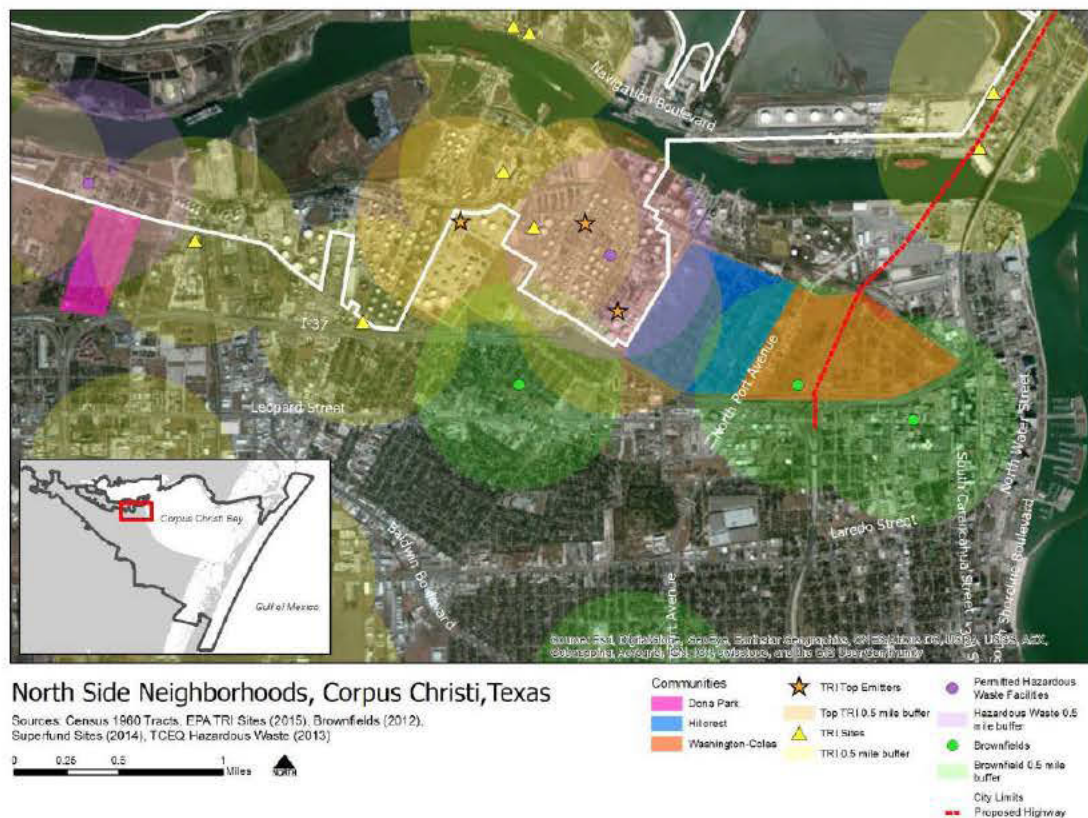 Navigation Boulevard
I-37
Leopard Street
North Port Avenue
Baldwin Boulevard
Laredo Street
South Carancahua Street
North Water Street
Shoreline Boulevard
Avenue
Corpus Christi Bay
Gulf of Mexico
North Side Neighborhoods, Corpus Christi,Texas
Sources: Census 1960 Tracts, EPA TRI Sites (2015), Brownfields (2012),
Superfund Sites (2014), TCEQ Hazardous Waste (2013)
0 0.25 0.5 1
Miles
NORTH
Communities
Dona Park
Hillcrest
Washington-Coles
TRI Top Emitters
Top TRI 0.5 mile buffer
TRI Sites
TRI 0.5 mile buffer
Permitted Hazardous
Waste Facilities
Hazardous Waste 0.5
mile buffer
Brownfields
Brownfield 0.5 mile
buffer
City Limits
Proposed Highway